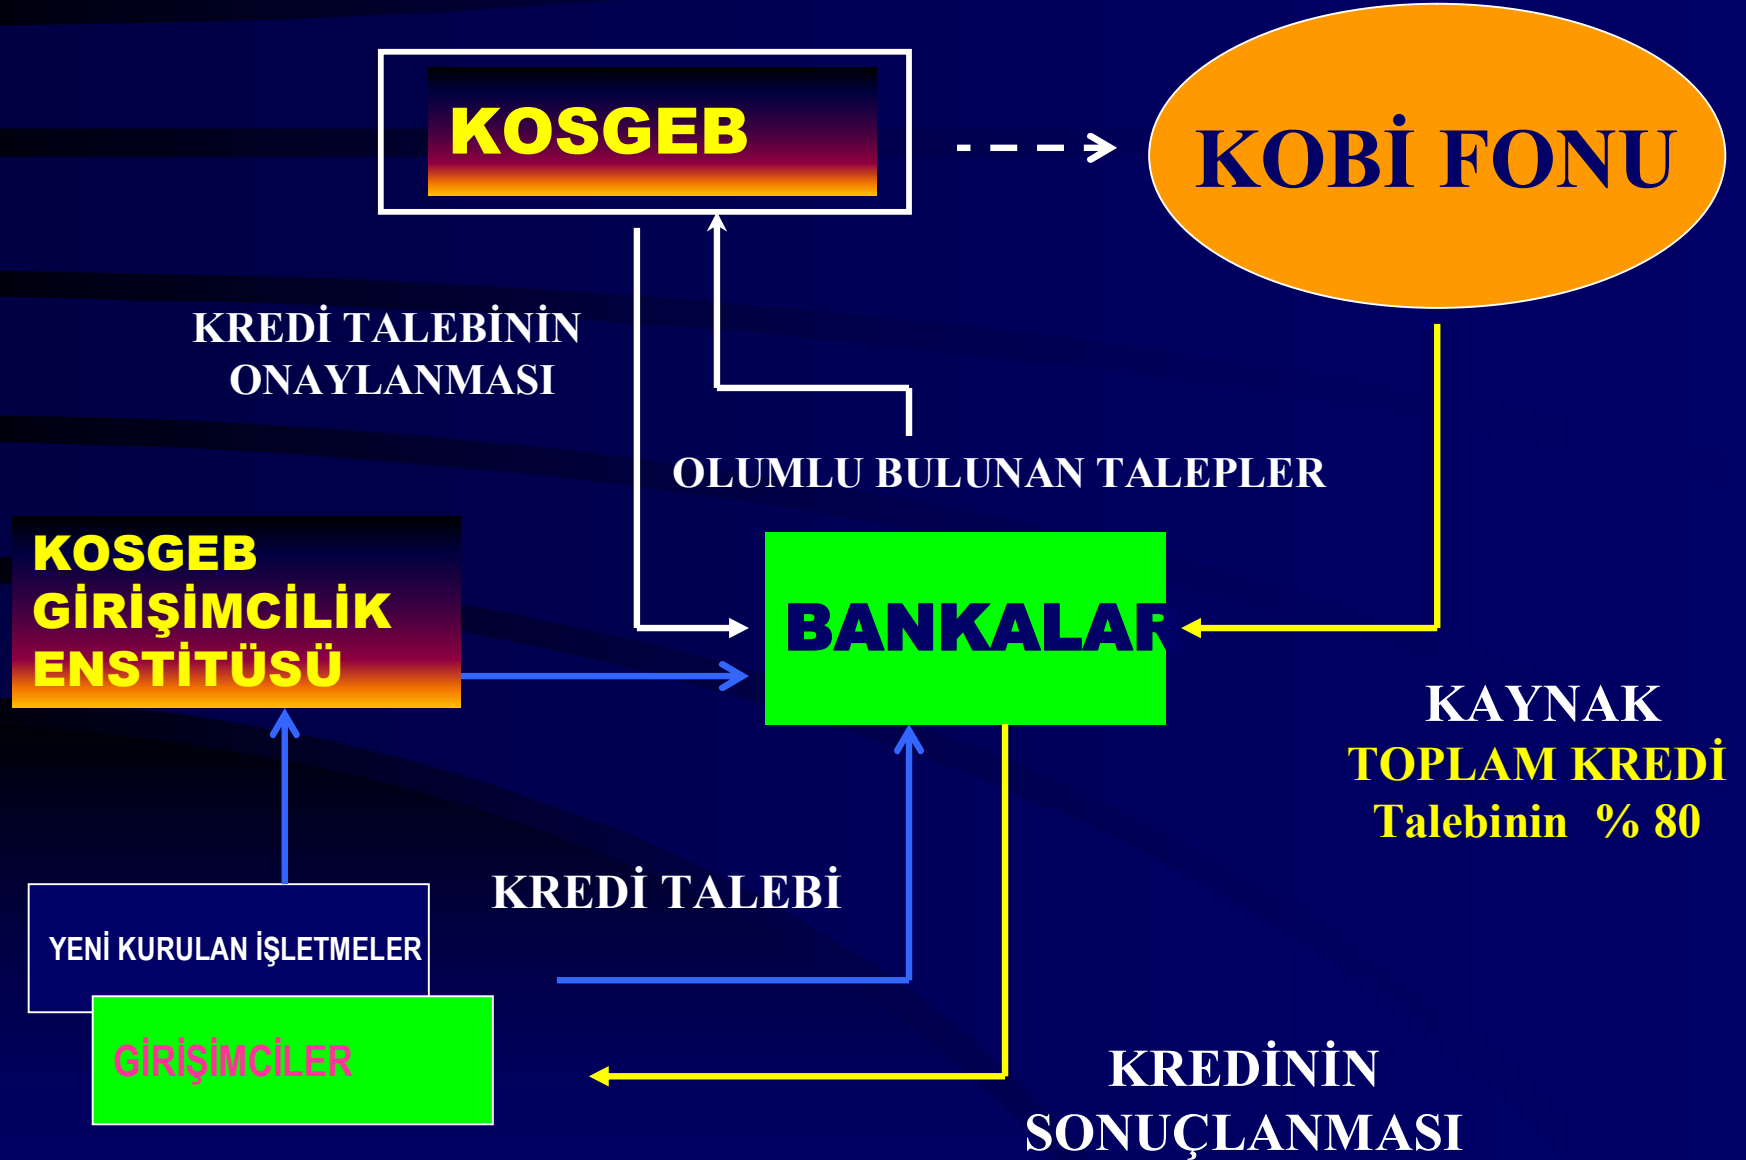 KOSGEB
KOBİ FONU
KREDİ TALEBİNİN
ONAYLANMASI
OLUMLU BULUNAN TALEPLER
KOSGEB
GİRİŞİMCİLİK
ENSTİTÜSÜ
BANKALAR
KAYNAK
TOPLAM KREDİ
Talebinin % 80
KREDİ TALEBİ
YENİ KURULAN İŞLETMELER
GİRİŞİMCİLER
KREDİNİN
SONUÇLANMASI